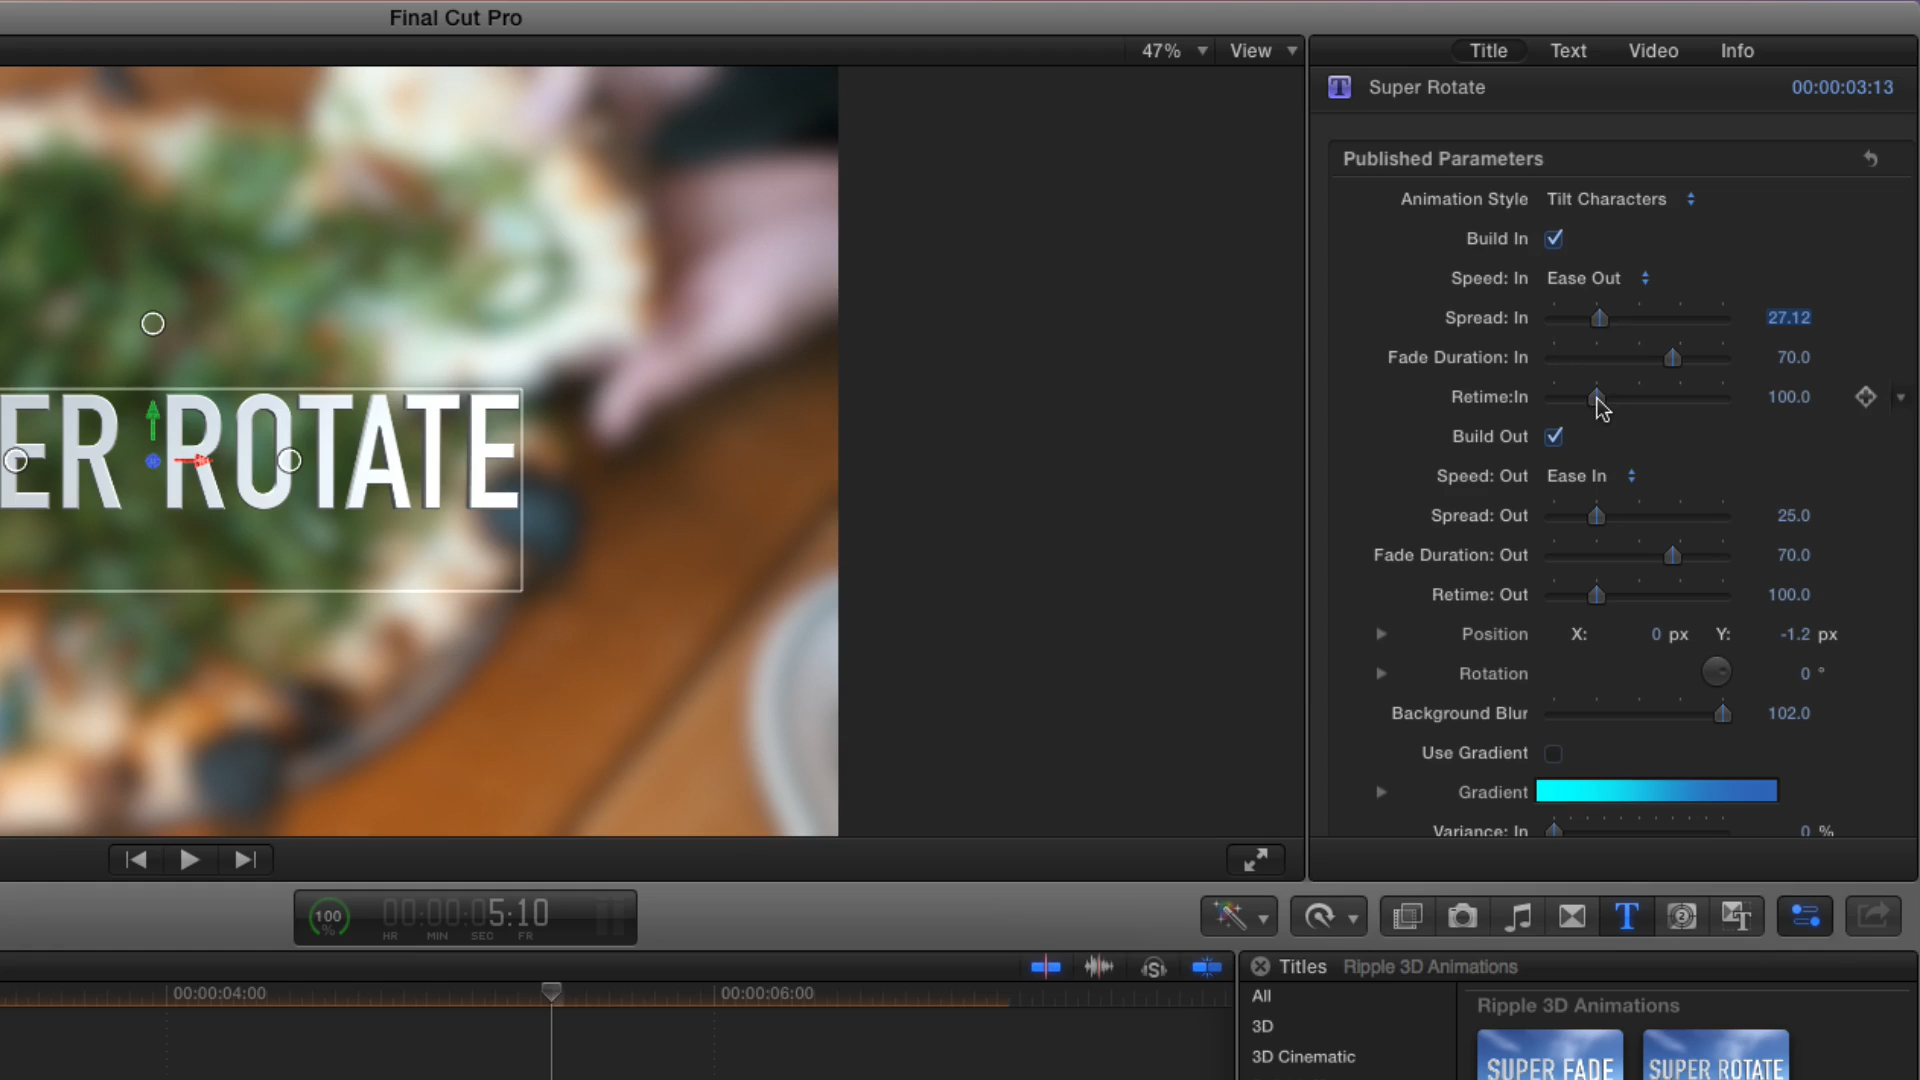 Final Cut Pro
47% View
Title Text Video Info
Super Rotate 00:00:03:13
Published Parameters
Animation Style Tilt Characters
Build In
Speed: In Ease Out
Spread: In 27.12
Fade Duration: In 70.0
Retime:In 100.0
Build Out
Speed: Out Ease In
Spread: Out 25.0
Fade Duration: Out 70.0
Retime: Out 100.0
Position X: 0 px Y: -1.2 px
Rotation 0 °
Background Blur 102.0
Use Gradient
Gradient
Variance: In 0 %
ER ROTATE
100 %
00:00:05:10
HR MIN SEC FR
00:00:04:00 00:00:06:00
Titles Ripple 3D Animations
All
3D
3D Cinematic
Ripple 3D Animations
SUPER FADE
SUPER ROTATE